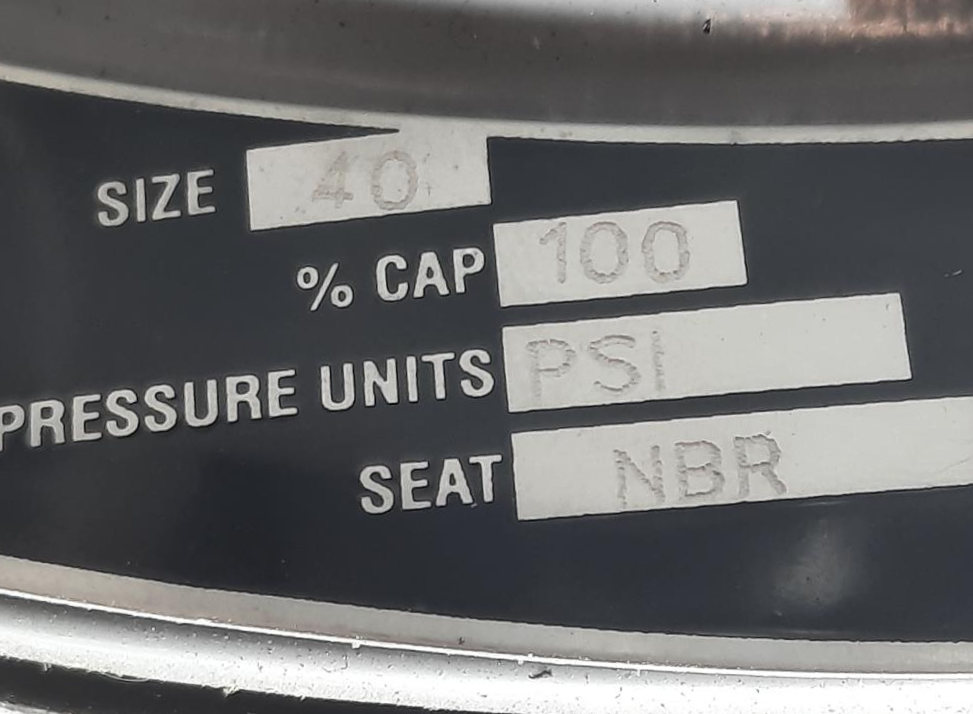 SIZE 40
% CAP 100
PRESSURE UNITS PSI
SEAT NBR